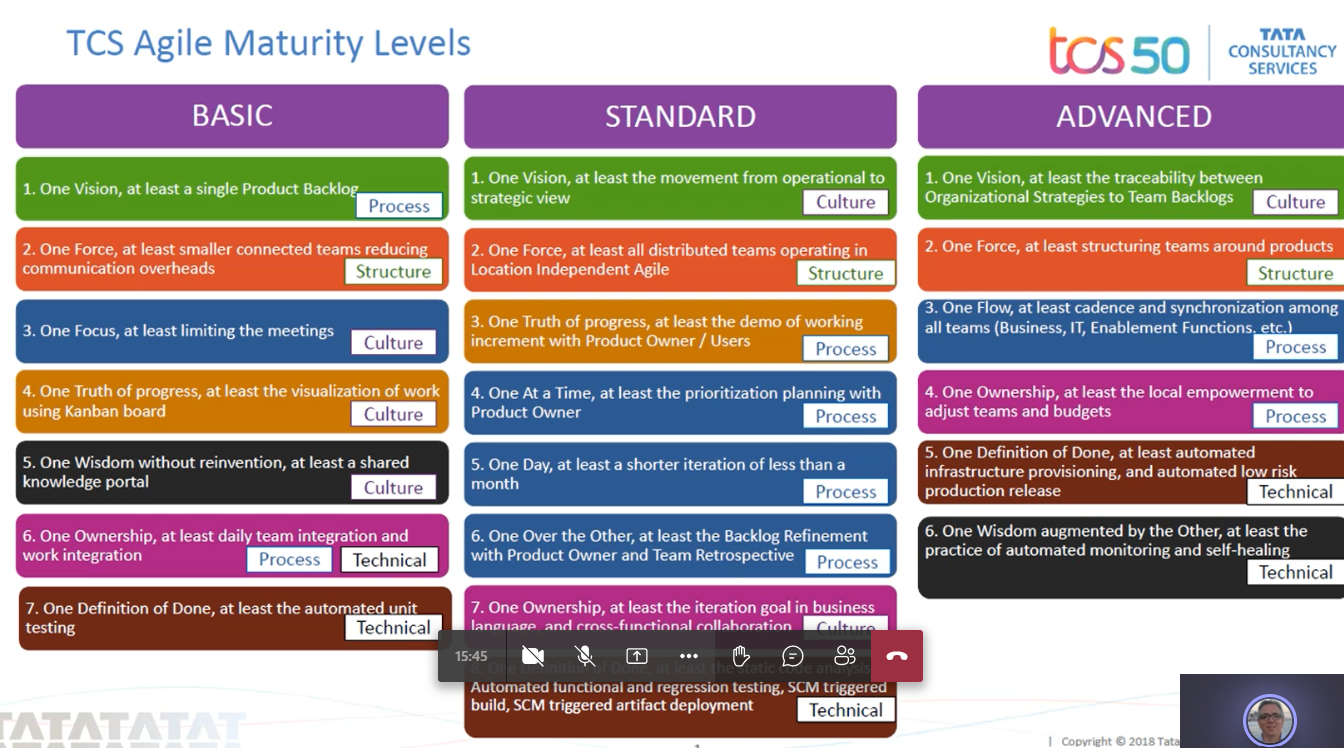 TCS Agile Maturity Levels
tcs 50
TATA
CONSULTANCY
SERVICES
BASIC
1. One Vision, at least a single Product Backlog
Process
2. One Force, at least smaller connected teams reducing
communication overheads
Structure
3. One Focus, at least limiting the meetings
Culture
4. One Truth of progress, at least the visualization of work
using Kanban board
Culture
5. One Wisdom without reinvention, at least a shared
knowledge portal
Culture
6. One Ownership, at least daily team integration and
work integration
Process
Technical
7. One Definition of Done, at least the automated unit
testing
Technical
STANDARD
1. One Vision, at least the movement from operational to
strategic view
Culture
2. One Force, at least all distributed teams operating in
Location Independent Agile
Structure
3. One Truth of progress, at least the demo of working
increment with Product Owner / Users
Process
4. One At a Time, at least the prioritization planning with
Product Owner
Process
5. One Day, at least a shorter iteration of less than a
month
Process
6. One Over the Other, at least the Backlog Refinement
with Product Owner and Team Retrospective
Process
7. One Ownership, at least the iteration goal in business
language, and cross-functional collaboration
Culture
8. One Definition of Done, at least the static code analysis,
Automated functional and regression testing, SCM triggered
build, SCM triggered artifact deployment
Technical
ADVANCED
1. One Vision, at least the traceability between
Organizational Strategies to Team Backlogs
Culture
2. One Force, at least structuring teams around products
Structure
3. One Flow, at least cadence and synchronization among
all teams (Business, IT, Enablement Functions, etc.)
Process
4. One Ownership, at least the local empowerment to
adjust teams and budgets
Process
5. One Definition of Done, at least automated
infrastructure provisioning, and automated low risk
production release
Technical
6. One Wisdom augmented by the Other, at least the
practice of automated monitoring and self-healing
Technical
15:45
TATATATATAT
| Copyright © 2018 Tata